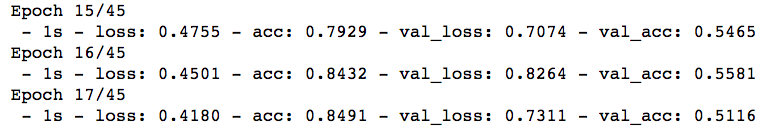 Epoch 15/45
- 1s - loss: 0.4755 - acc: 0.7929 - val_loss: 0.7074 - val_acc: 0.5465
Epoch 16/45
- 1s - loss: 0.4501 - acc: 0.8432 - val_loss: 0.8264 - val_acc: 0.5581
Epoch 17/45
- 1s - loss: 0.4180 - acc: 0.8491 - val_loss: 0.7311 - val_acc: 0.5116